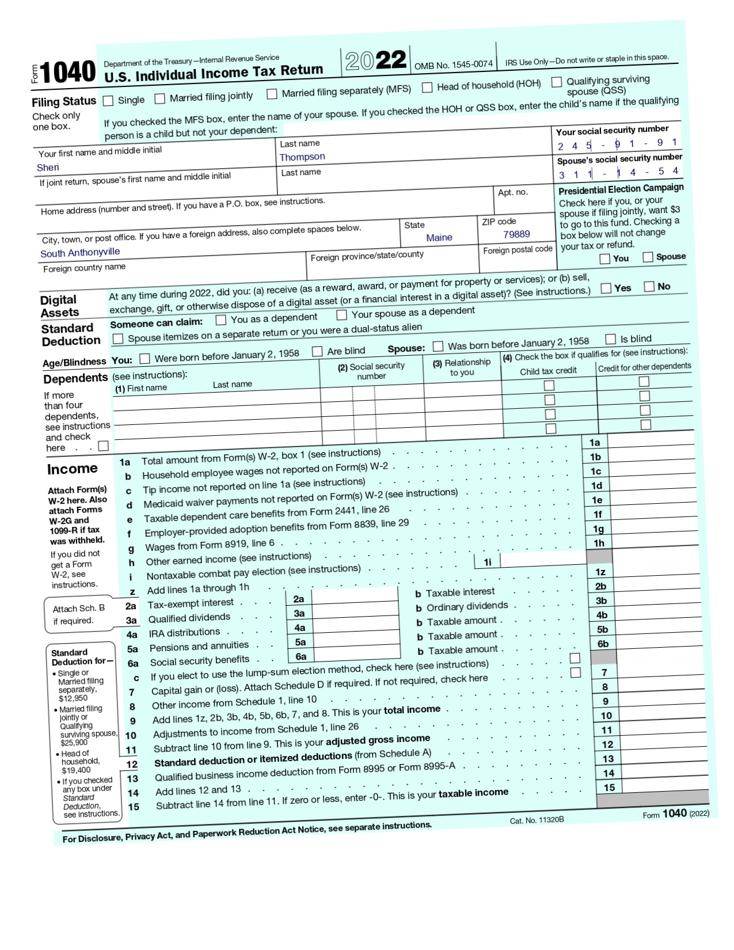 Form 1040 Department of the Treasury—Internal Revenue Service
U.S. Individual Income Tax Return 2022 OMB No. 1545-0074 IRS Use Only—Do not write or staple in this space.
Filing Status Single Married filing jointly Married filing separately (MFS) Head of household (HOH) Qualifying surviving spouse (QSS)
Check only one box.
If you checked the MFS box, enter the name of your spouse. If you checked the HOH or QSS box, enter the child's name if the qualifying
person is a child but not your dependent:
Your first name and middle initial Last name Your social security number
Sheri Thompson 245-91-91
If joint return, spouse's first name and middle initial Last name Spouse's social security number
311-14-54
Home address (number and street). If you have a P.O. box, see instructions. Apt. no.
Presidential Election Campaign
Check here if you, or your
spouse if filing jointly, want $3
to go to this fund. Checking a
box below will not change
your tax or refund.
You Spouse
City, town, or post office. If you have a foreign address, also complete spaces below. State ZIP code
South Anthonyville Maine 79889
Foreign country name Foreign province/state/county Foreign postal code
Digital Assets
At any time during 2022, did you: (a) receive (as a reward, award, or payment for property or services); or (b) sell,
exchange, gift, or otherwise dispose of a digital asset (or a financial interest in a digital asset)? (See instructions.) Yes No
Standard Deduction
Someone can claim: You as a dependent Your spouse as a dependent
Spouse itemizes on a separate return or you were a dual-status alien
Age/Blindness You: Were born before January 2, 1958 Are blind Spouse: Was born before January 2, 1958 Is blind
Dependents (see instructions): (2) Social security number (3) Relationship to you (4) Check the box if qualifies for (see instructions):
(1) First name Last name Child tax credit Credit for other dependents
If more
than four
dependents,
see instructions
and check
here . .
Income
1a Total amount from Form(s) W-2, box 1 (see instructions) 1a
b Household employee wages not reported on Form(s) W-2 1b
c Tip income not reported on line 1a (see instructions) 1c
d Medicaid waiver payments not reported on Form(s) W-2 (see instructions) 1d
e Taxable dependent care benefits from Form 2441, line 26 1e
f Employer-provided adoption benefits from Form 8839, line 29 1f
g Wages from Form 8919, line 6 1g
h Other earned income (see instructions) 1h
i Nontaxable combat pay election (see instructions) 1i
z Add lines 1a through 1h 1z
Attach Form(s)
W-2 here. Also
attach Forms
W-2G and
1099-R if tax
was withheld.
If you did not
get a Form
W-2, see
instructions.
Attach Sch. B
if required.
2a Tax-exempt interest 2a b Taxable interest 2b
3a Qualified dividends 3a b Ordinary dividends 3b
4a IRA distributions 4a b Taxable amount 4b
5a Pensions and annuities 5a b Taxable amount 5b
6a Social security benefits 6a b Taxable amount 6b
c If you elect to use the lump-sum election method, check here (see instructions)
7 Capital gain or (loss). Attach Schedule D if required. If not required, check here 7
8 Other income from Schedule 1, line 10 8
9 Add lines 1z, 2b, 3b, 4b, 5b, 6b, 7, and 8. This is your total income 9
10 Adjustments to income from Schedule 1, line 26 10
11 Subtract line 10 from line 9. This is your adjusted gross income 11
12 Standard deduction or itemized deductions (from Schedule A) 12
13 Qualified business income deduction from Form 8995 or Form 8995-A 13
14 Add lines 12 and 13 14
15 Subtract line 14 from line 11. If zero or less, enter -0-. This is your taxable income 15
Standard
Deduction for—
• Single or
Married filing
separately,
$12,950
• Married filing
jointly or
Qualifying
surviving spouse,
$25,900
• Head of
household,
$19,400
• If you checked
any box under
Standard
Deduction,
see instructions.
For Disclosure, Privacy Act, and Paperwork Reduction Act Notice, see separate instructions. Cat. No. 11320B Form 1040 (2022)